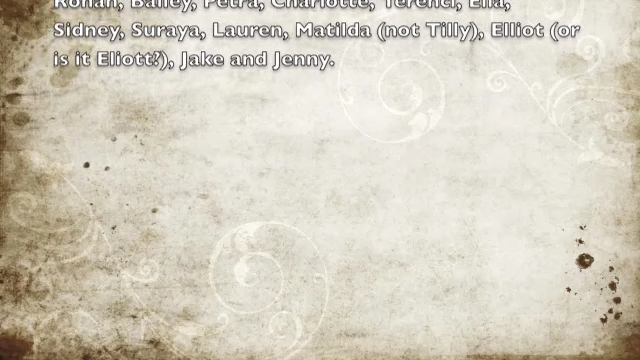 Ronan, Bailey, Petra, Charlotte, Terenci, Ella,
Sidney, Suraya, Lauren, Matilda (not Tilly), Elliot (or
is it Eliott?), Jake and Jenny.